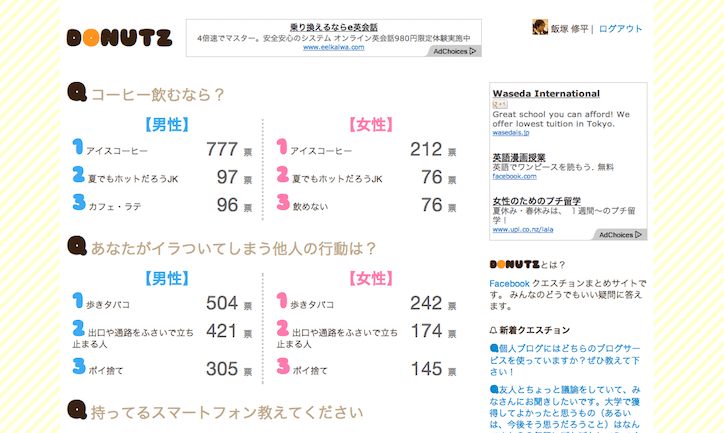 DONUTZ
乗り換えるならe英会話
4倍速でマスター。安全安心のシステム オンライン英会話980円限定体験実施中
www.eeikaiwa.com
AdChoices
飯塚 修平 | ログアウト
Q コーヒー飲むなら？
【男性】
1 アイスコーヒー 777 票
2 夏でもホットだろうJK 97 票
3 カフェ・ラテ 96 票
【女性】
1 アイスコーヒー 212 票
2 夏でもホットだろうJK 76 票
3 飲めない 76 票
Q あなたがイラついてしまう他人の行動は？
【男性】
1 歩きタバコ 504 票
2 出口や通路をふさいで立ち
止まる人 421 票
3 ポイ捨て 305 票
【女性】
1 歩きタバコ 242 票
2 出口や通路をふさいで立ち
止まる人 174 票
3 ポイ捨て 145 票
Q 持ってるスマートフォン教えてください
Waseda International
+1
Great school you can afford! We
offer lowest tuition in Tokyo.
wasedais.jp
英語漫画授業
英語でワンピースを読もう. 無料
facebook.com
女性のためのプチ留学
夏休み・春休みは、 1週間～のプチ留
学！
www.upi.co.nz/lala
AdChoices
DONUTZとは？
Facebook クエスチョンまとめサイトで
す。 みんなのどうでもいい疑問に答え
ます。
新着クエスチョン
Q個人ブログにはどちらのブログサー
ビスを使っていますか？ぜひ教えて下
さい！
Q友人とちょっと議論をしていて、み
なさんにお聞きしたいです。大学で獲
得してよかったと思うもの（あるい
は、今後そう思うだろうこと）はなん